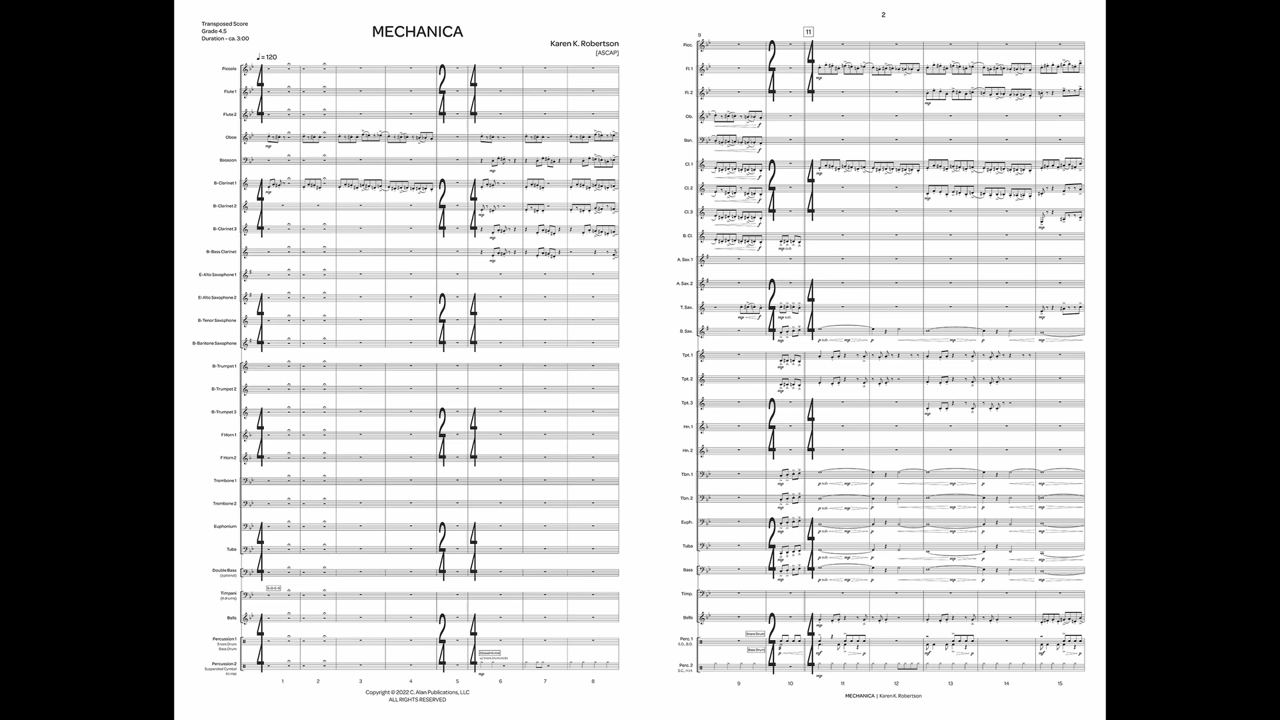 Transposed Score
Grade 4.5
Duration - ca. 3:00
MECHANICA
Karen K. Robertson
(ASCAP)
♩ = 120
Piccolo
Flute 1
Flute 2
Oboe
Bassoon
B♭ Clarinet 1
B♭ Clarinet 2
B♭ Clarinet 3
B♭ Bass Clarinet
E♭ Alto Saxophone 1
E♭ Alto Saxophone 2
B♭ Tenor Saxophone
B♭ Trumpet 1
B♭ Trumpet 2
B♭ Trumpet 3
F Horn 1
F Horn 2
Trombone 1
Trombone 2
Euphonium
Tuba
Double Bass
(optional)
Timpani
Bells
Percussion 1
Snare Drum
Bass Drum
Percussion 2
Suspended Cymbal
Hi-Hat
1 2 3 4 5 6 7 8
Copyright © 2022 C. Alan Publications, LLC
ALL RIGHTS RESERVED
2
9
11
Picc.
Fl. 1
Fl. 2
Ob.
Bsn.
Cl. 1
Cl. 2
Cl. 3
B. Cl.
A. Sax. 1
A. Sax. 2
T. Sax.
B. Sax.
Tpt. 1
Tpt. 2
Tpt. 3
Hn. 1
Hn. 2
Tbn. 1
Tbn. 2
Euph.
Tuba
Bass
Timp.
Bells
Snare Drum
Perc. 1
S.D., B.D.
Bass Drum
Perc. 2
S.C., H.H.
9 10 11 12 13 14 15
MECHANICA | Karen K. Robertson